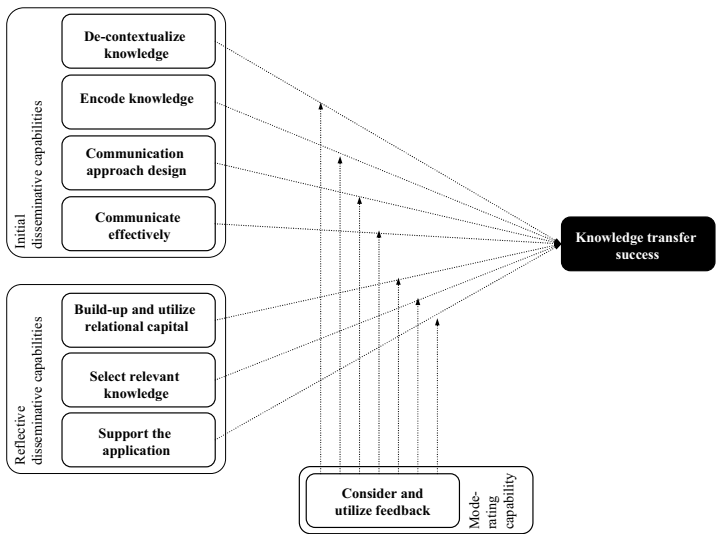 Initial
disseminative capabilities
De-contextualize
knowledge
Encode knowledge
Communication
approach design
Communicate
effectively
Knowledge transfer
success
Reflective
disseminative capabilities
Build-up and utilize
relational capital
Select relevant
knowledge
Support the
application
Consider and
utilize feedback
Mode-
rating
capability